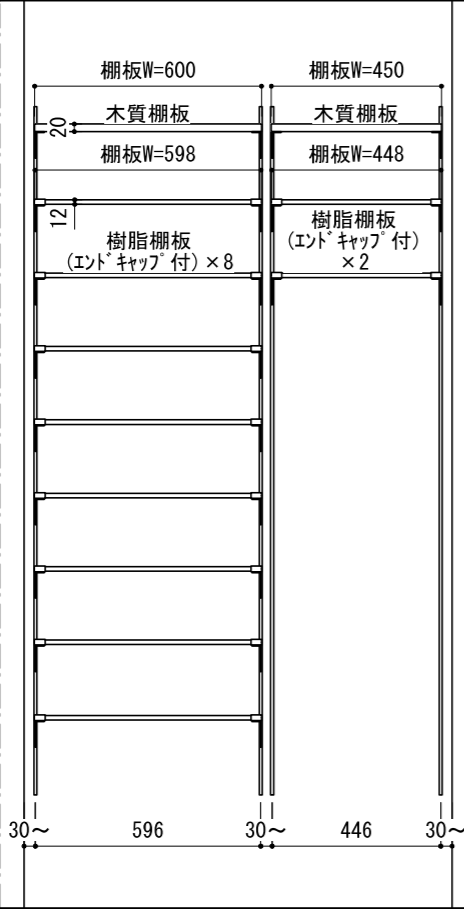 棚板W=600
棚板W=450
木質棚板
木質棚板
20
棚板W=598
棚板W=448
12
樹脂棚板
(ｴﾝﾄﾞｷｬｯﾌﾟ付)×8
樹脂棚板
(ｴﾝﾄﾞｷｬｯﾌﾟ付)
×2
30～
596
30～
446
30～